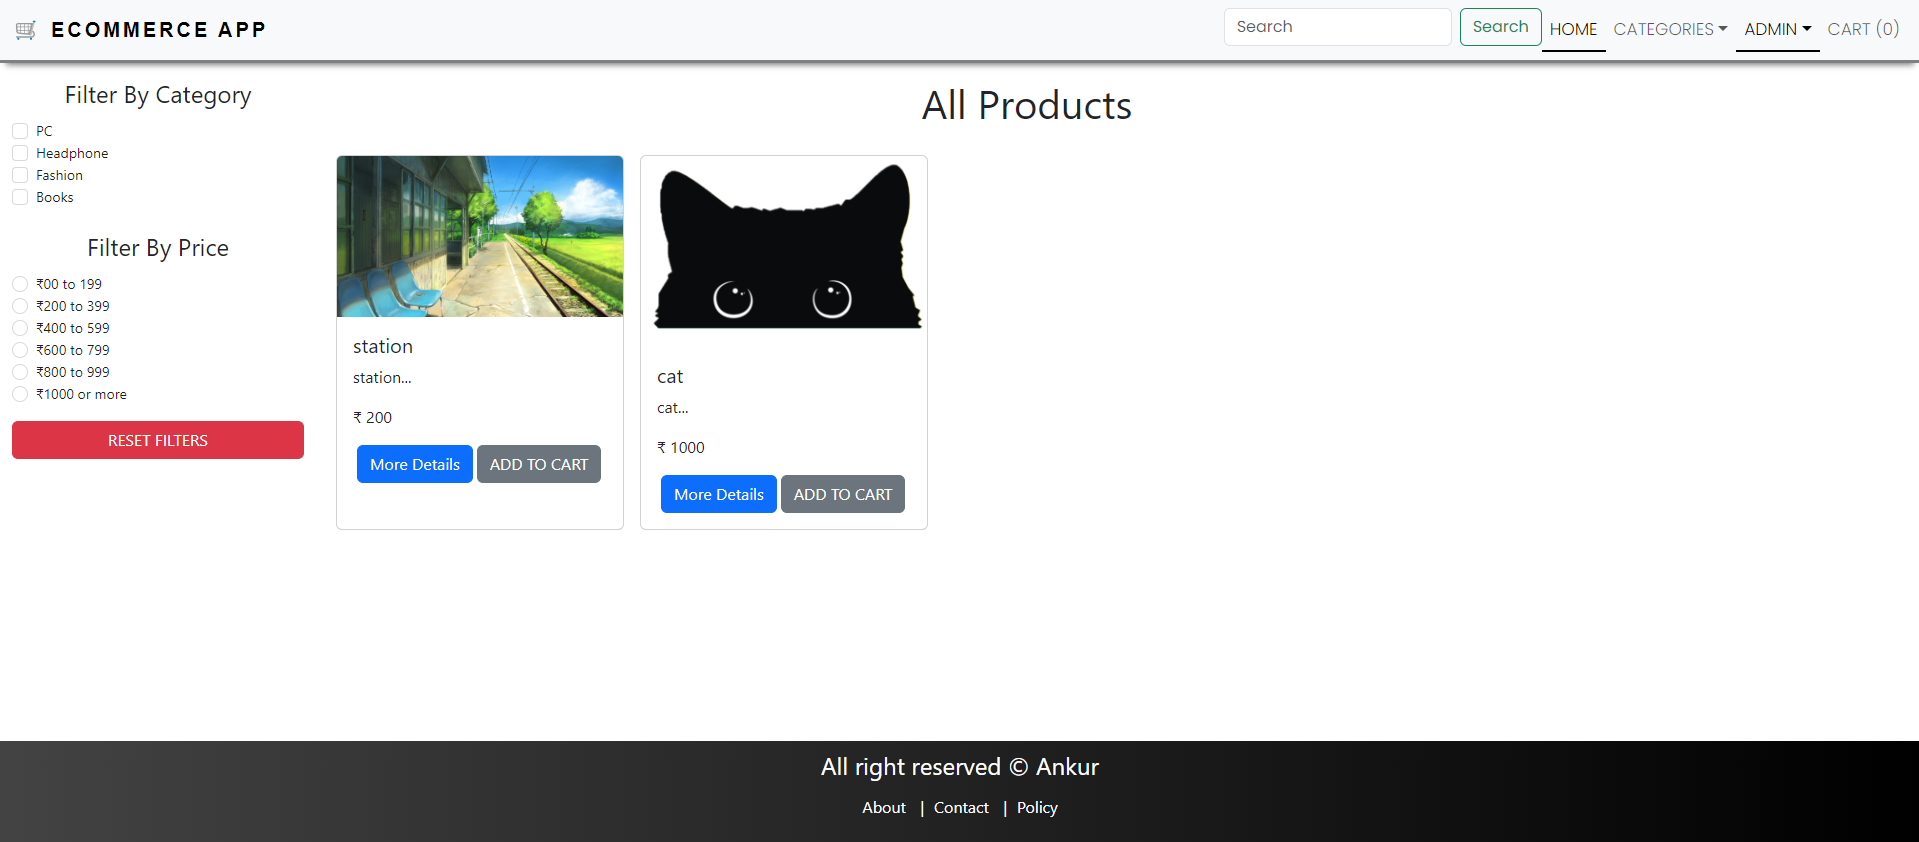 ECOMMERCE APP
Search Search HOME CATEGORIES ADMIN CART (0)
Filter By Category
PC
Headphone
Fashion
Books
Filter By Price
₹00 to 199
₹200 to 399
₹400 to 599
₹600 to 799
₹800 to 999
₹1000 or more
RESET FILTERS
All Products
station
station...
₹ 200
More Details ADD TO CART
cat
cat...
₹ 1000
More Details ADD TO CART
All right reserved © Ankur
About | Contact | Policy